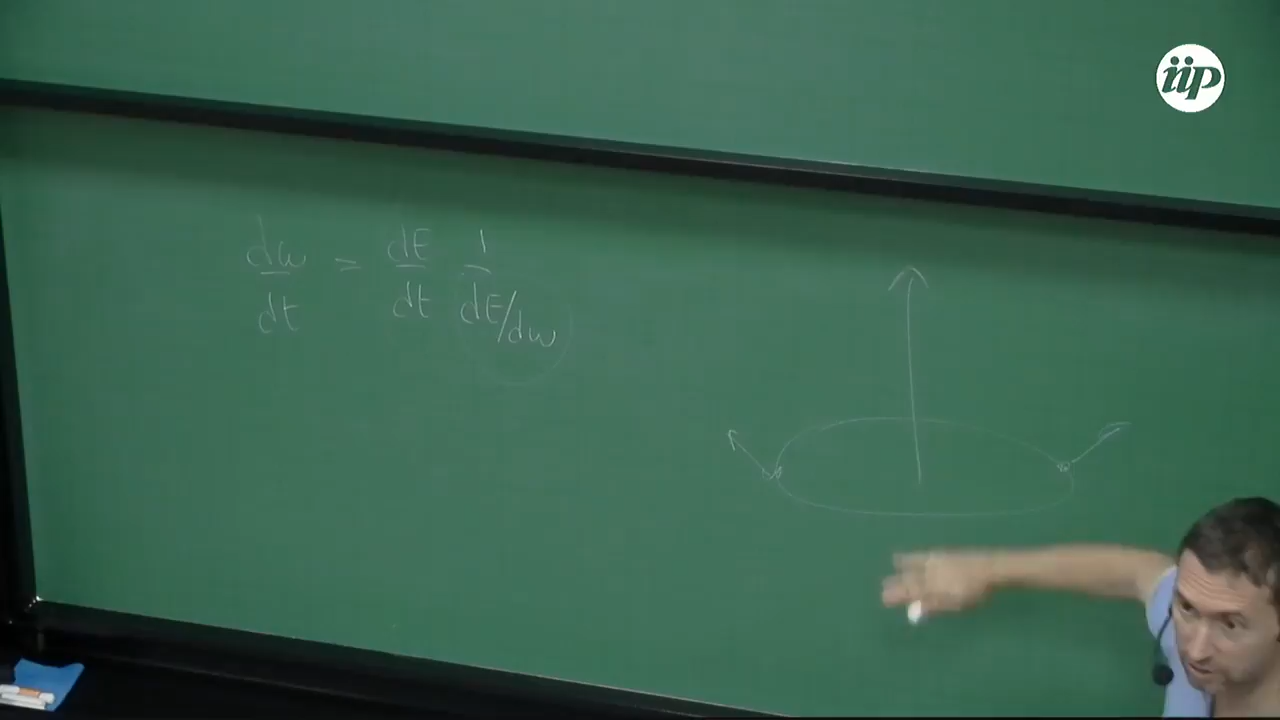 iip
dω/dt = dE/dt 1/(dE/dω)